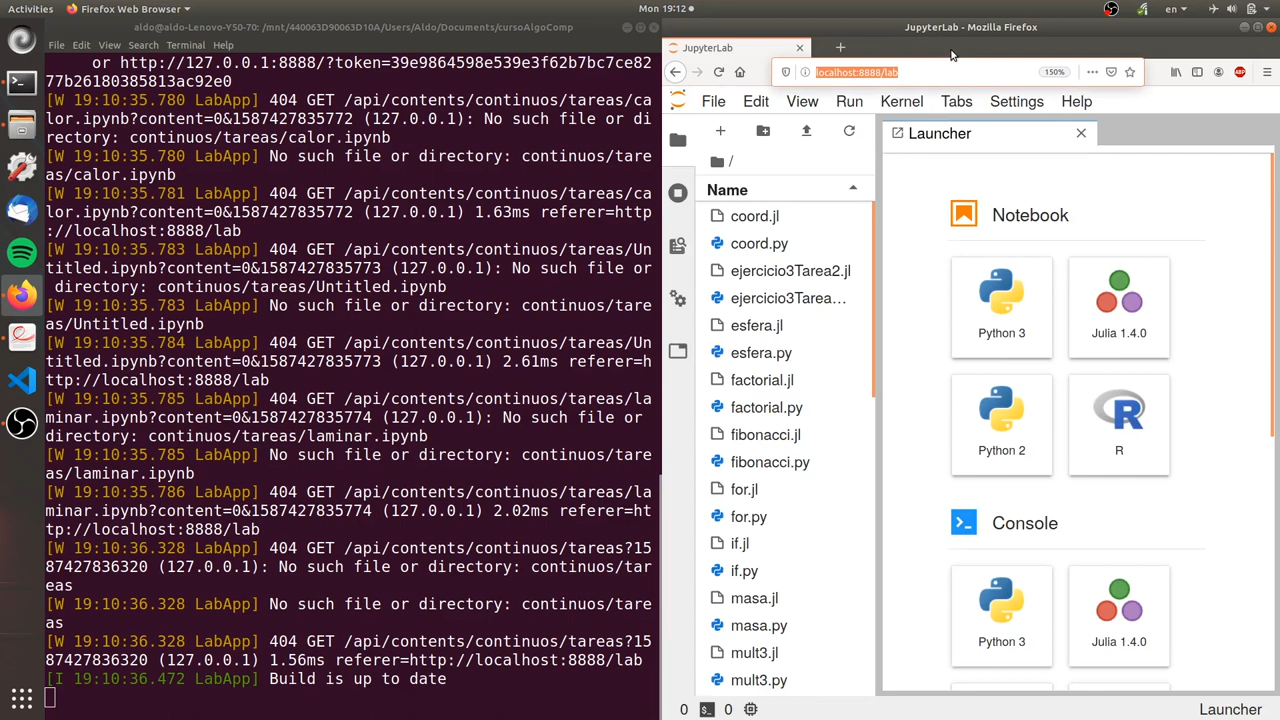 Activities
Firefox Web Browser
Mon 19:12
en
aldo@aldo-Lenovo-Y50-70: /mnt/440063D90063D10A/Users/Aldo/Documents/cursoAlgoComp
File Edit View Search Terminal Help
or http://127.0.0.1:8888/?token=39e9864598e539e3f62b7bc7ce82
77b26180358​13ac92e0
[W 19:10:35.780 LabApp] 404 GET /api/contents/continuos/tareas/ca
lor.ipynb?content=0&1587427835772 (127.0.0.1): No such file or di
rectory: continuos/tareas/calor.ipynb
[W 19:10:35.780 LabApp] No such file or directory: continuos/tare
as/calor.ipynb
[W 19:10:35.781 LabApp] 404 GET /api/contents/continuos/tareas/ca
lor.ipynb?content=0&1587427835772 (127.0.0.1) 1.63ms referer=http
://localhost:8888/lab
[W 19:10:35.783 LabApp] 404 GET /api/contents/continuos/tareas/Un
titled.ipynb?content=0&1587427835773 (127.0.0.1): No such file or
directory: continuos/tareas/Untitled.ipynb
[W 19:10:35.783 LabApp] No such file or directory: continuos/tare
as/Untitled.ipynb
[W 19:10:35.784 LabApp] 404 GET /api/contents/continuos/tareas/Un
titled.ipynb?content=0&1587427835773 (127.0.0.1) 2.61ms referer=h
ttp://localhost:8888/lab
[W 19:10:35.785 LabApp] 404 GET /api/contents/continuos/tareas/la
minar.ipynb?content=0&1587427835774 (127.0.0.1): No such file or
directory: continuos/tareas/laminar.ipynb
[W 19:10:35.785 LabApp] No such file or directory: continuos/tare
as/laminar.ipynb
[W 19:10:35.786 LabApp] 404 GET /api/contents/continuos/tareas/la
minar.ipynb?content=0&1587427835774 (127.0.0.1) 2.02ms referer=ht
tp://localhost:8888/lab
[W 19:10:36.328 LabApp] 404 GET /api/contents/continuos/tareas?15
87427836320 (127.0.0.1): No such file or directory: continuos/tar
eas
[W 19:10:36.328 LabApp] No such file or directory: continuos/tare
as
[W 19:10:36.328 LabApp] 404 GET /api/contents/continuos/tareas?15
87427836320 (127.0.0.1) 1.56ms referer=http://localhost:8888/lab
[I 19:10:36.472 LabApp] Build is up to date
JupyterLab - Mozilla Firefox
JupyterLab
localhost:8888/lab
150%
ABP
File Edit View Run Kernel Tabs Settings Help
/
Name
coord.jl
coord.py
ejercicio3Tarea2.jl
ejercicio3Tarea...
esfera.jl
esfera.py
factorial.jl
factorial.py
fibonacci.jl
fibonacci.py
for.jl
for.py
if.jl
if.py
masa.jl
masa.py
mult3.jl
mult3.py
Launcher
Notebook
Python 3
Julia 1.4.0
Python 2
R
R
Console
Python 3
Julia 1.4.0
0
0
Launcher